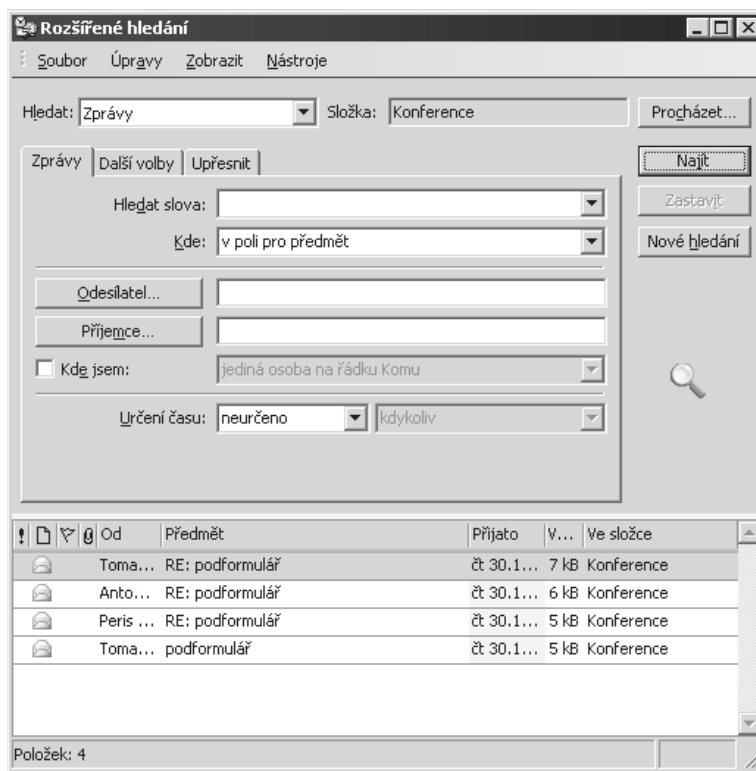 Rozšířené hledání
Soubor Úpravy Zobrazit Nástroje
Hledat: Zprávy Složka: Konference Procházet...
Zprávy Další volby Upřesnit Najít
Hledat slova: Zastavit
Kde: v poli pro předmět Nové hledání
Odesílatel...
Příjemce...
Kde jsem: jediná osoba na řádku Komu
Určení času: neurčeno kdykoliv
! Od Předmět Přijato V... Ve složce
Toma... RE: podformulář čt 30.1... 7 kB Konference
Anto... RE: podformulář čt 30.1... 6 kB Konference
Peris ... RE: podformulář čt 30.1... 5 kB Konference
Toma... podformulář čt 30.1... 5 kB Konference
Položek: 4